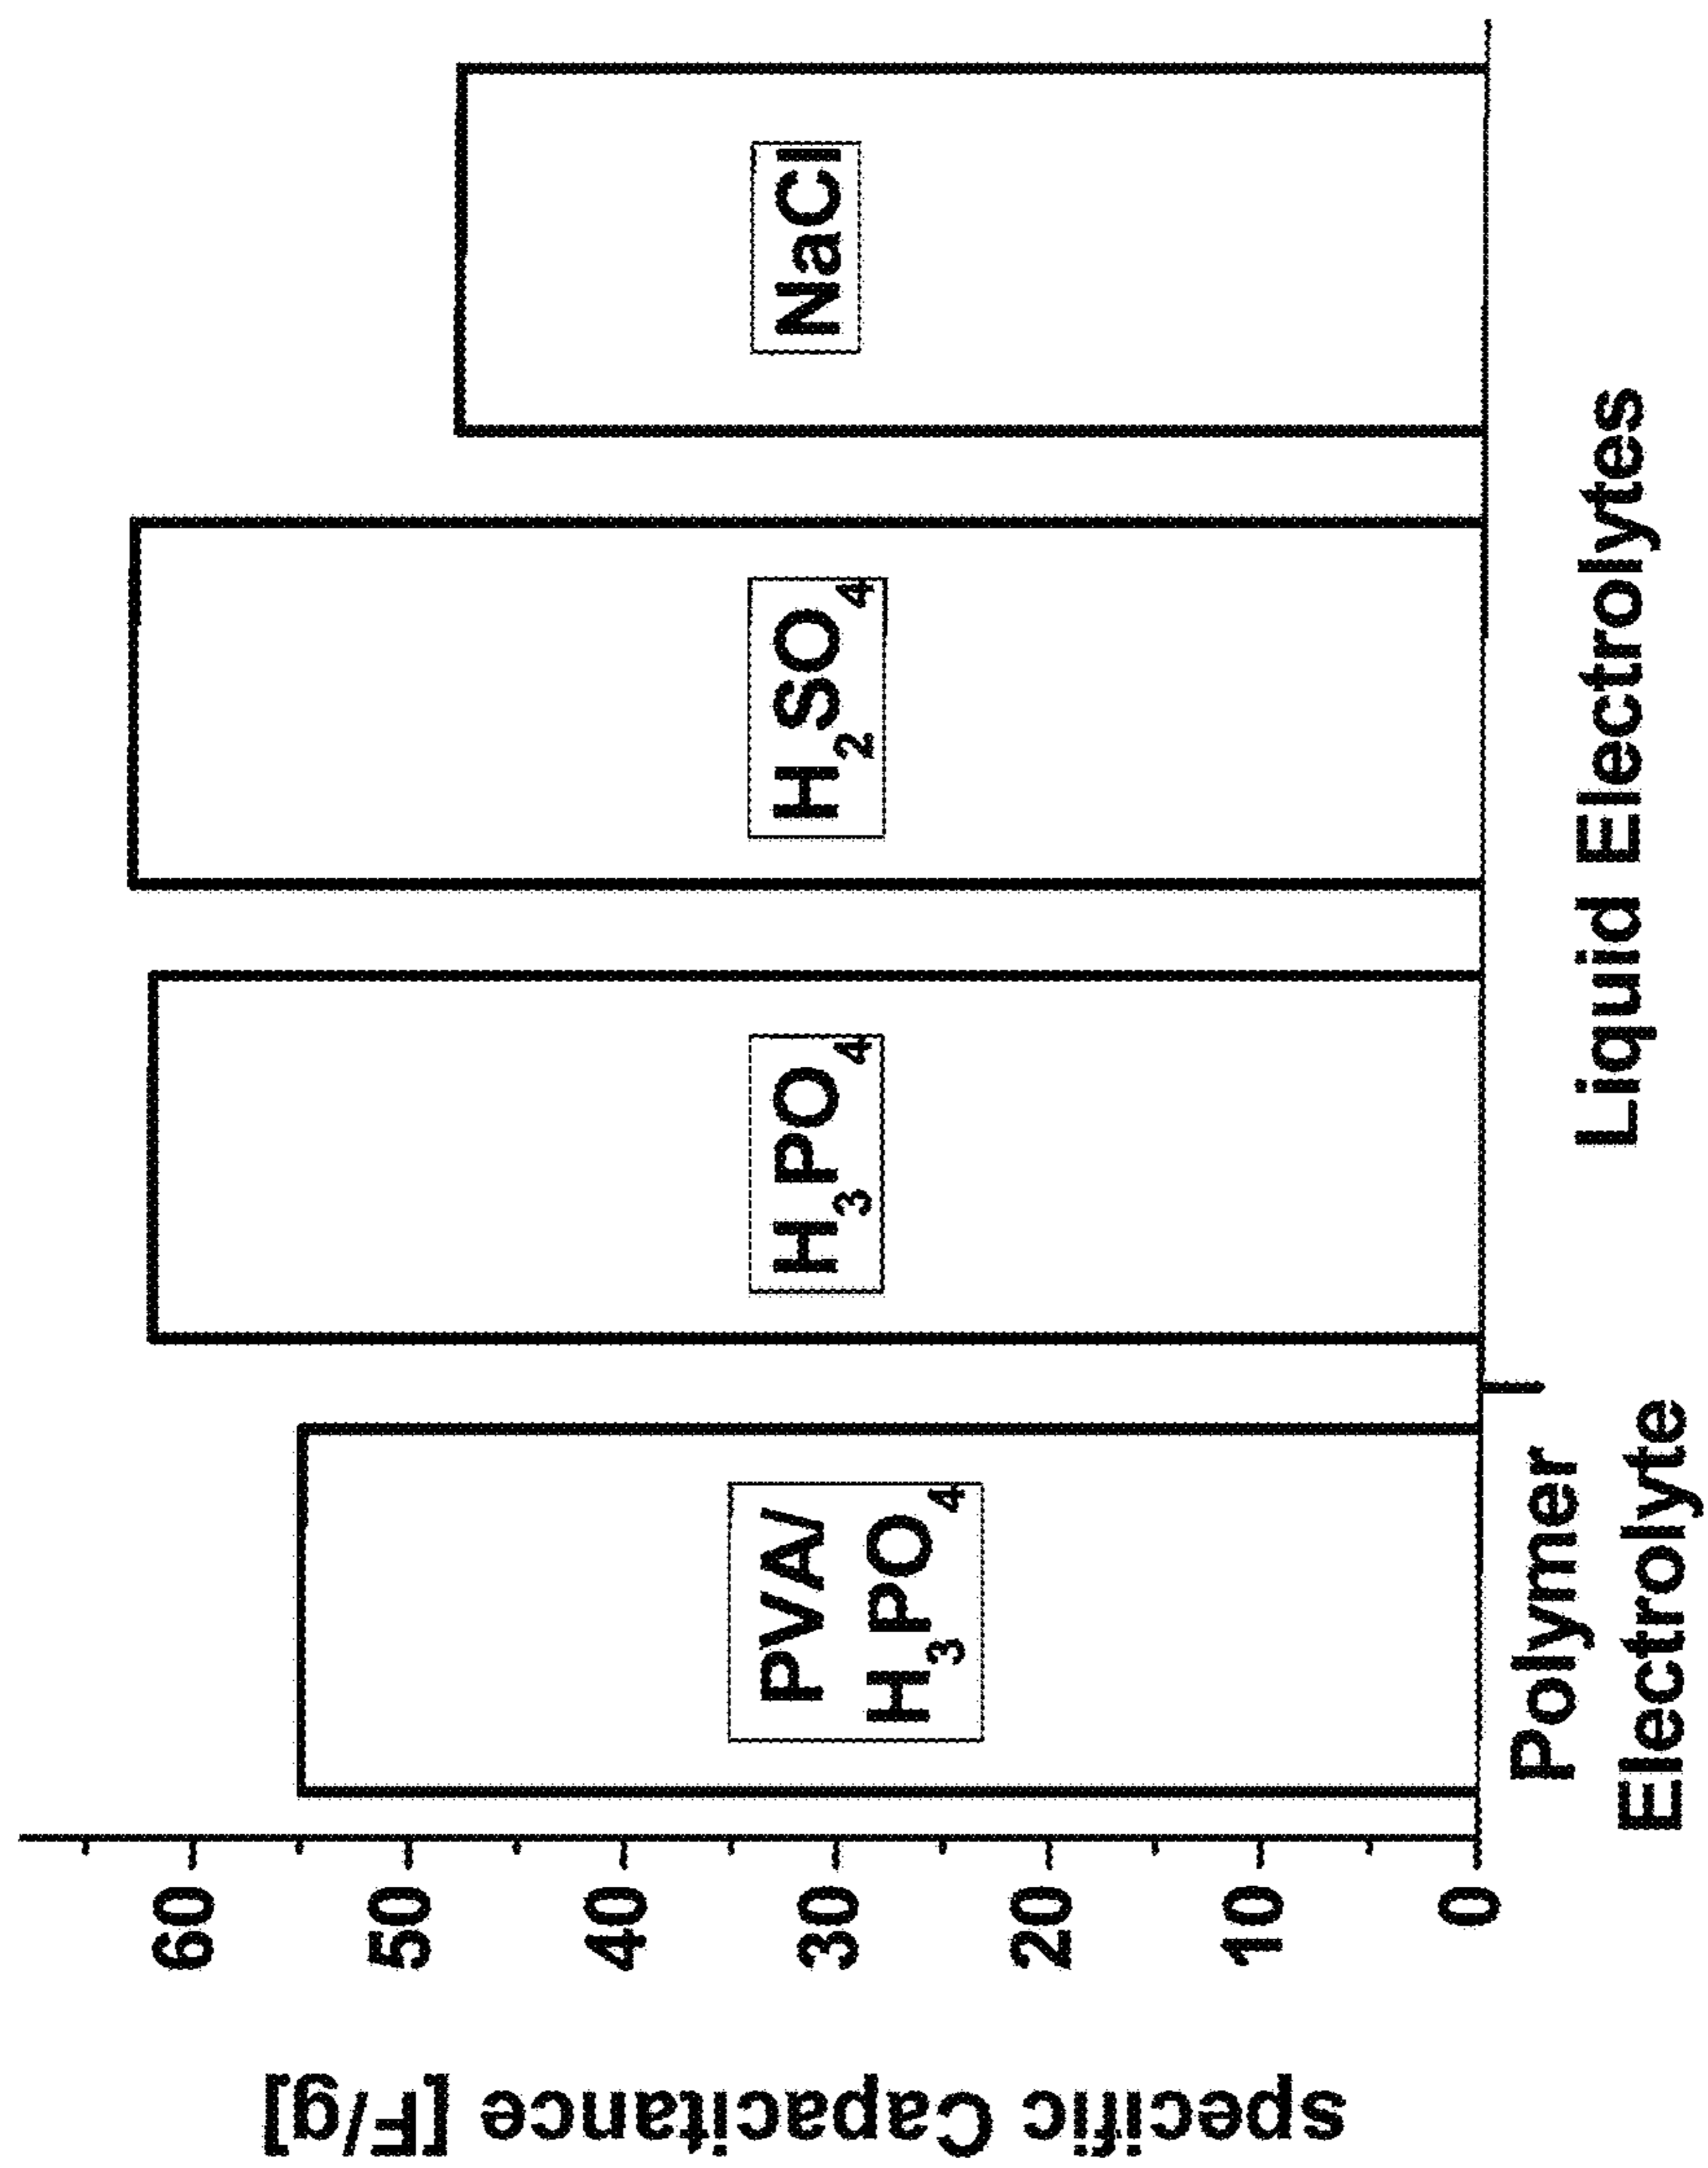 specific Capacitance [F/g]
60
50
40
30
20
10
0
PVA/
H₃PO₄
H₃PO₄
H₂SO₄
NaCl
Polymer
Electrolyte
Liquid Electrolytes